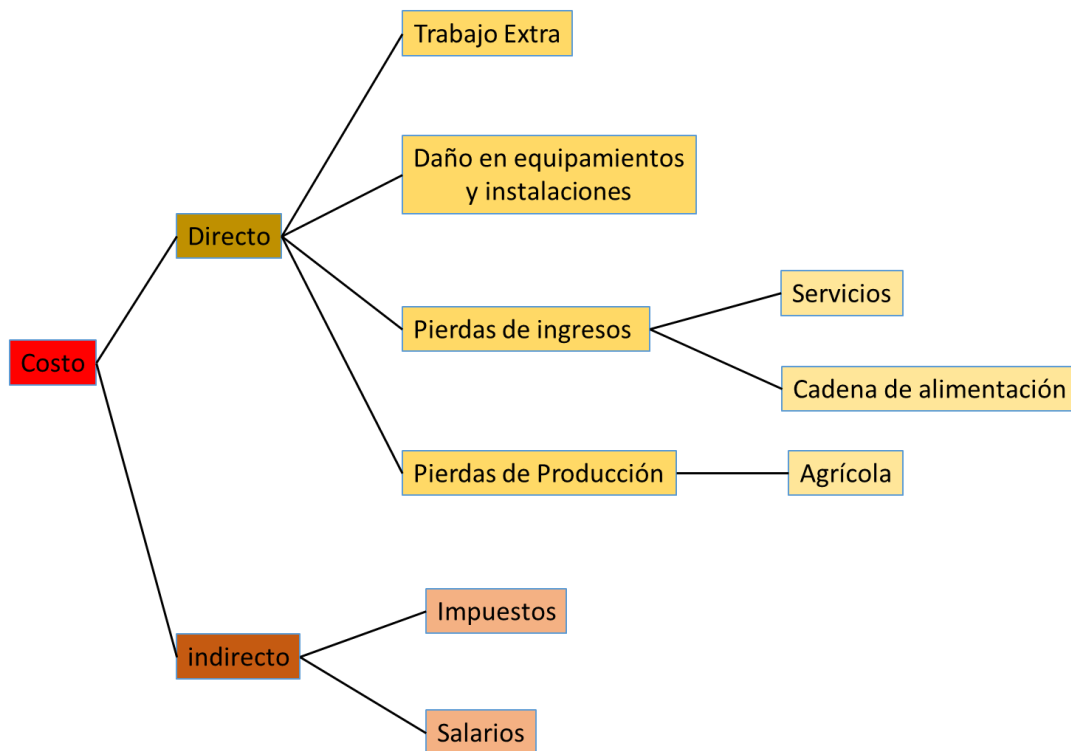 Trabajo Extra
Daño en equipamientos
y instalaciones
Directo
Servicios
Pierdas de ingresos
Costo
Cadena de alimentación
Pierdas de Producción
Agrícola
Impuestos
indirecto
Salarios